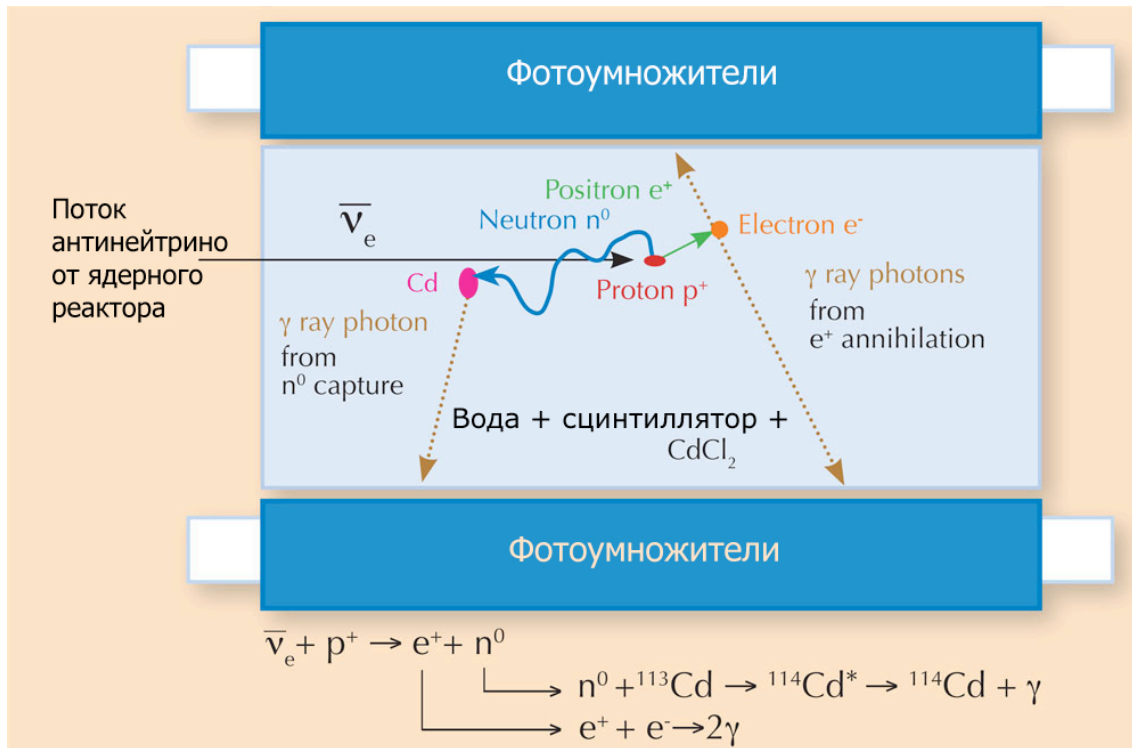 Фотоумножители
Поток
антинейтрино
от ядерного
реактора
ν̅ₑ
Positron e⁺
Neutron n⁰
Electron e⁻
Cd
Proton p⁺
γ ray photon
from
n⁰ capture
γ ray photons
from
e⁺ annihilation
Вода + сцинтиллятор +
CdCl₂
Фотоумножители
ν̅ₑ + p⁺ → e⁺ + n⁰
n⁰ + ¹¹³Cd → ¹¹⁴Cd* → ¹¹⁴Cd + γ
e⁺ + e⁻ → 2γ